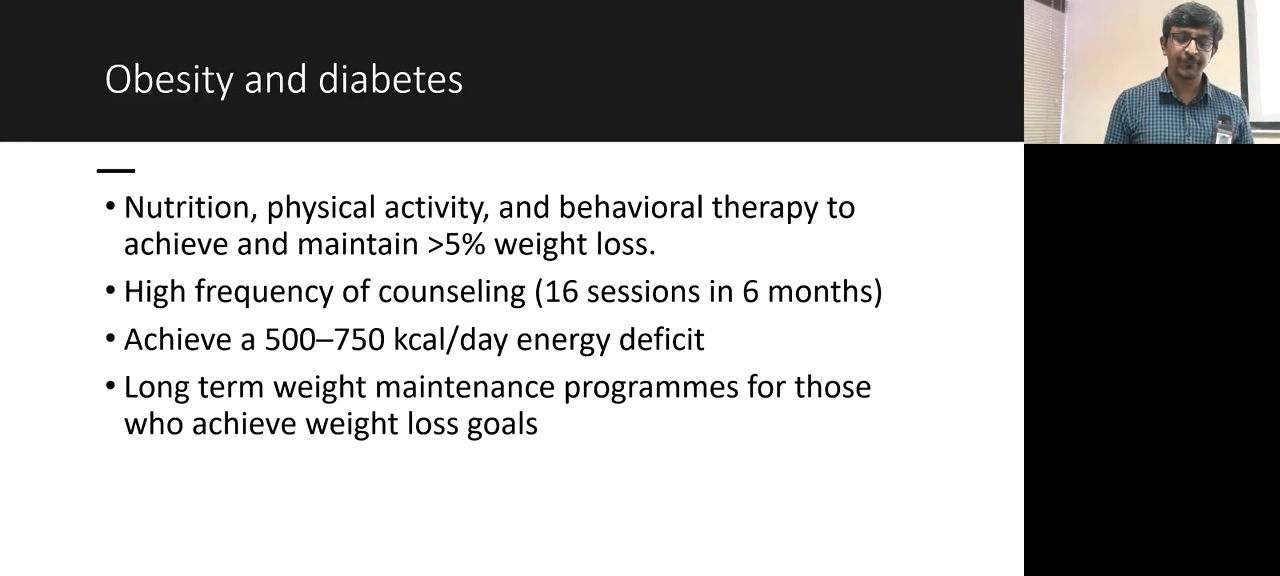 Obesity and diabetes
• Nutrition, physical activity, and behavioral therapy to
achieve and maintain >5% weight loss.
• High frequency of counseling (16 sessions in 6 months)
• Achieve a 500–750 kcal/day energy deficit
• Long term weight maintenance programmes for those
who achieve weight loss goals